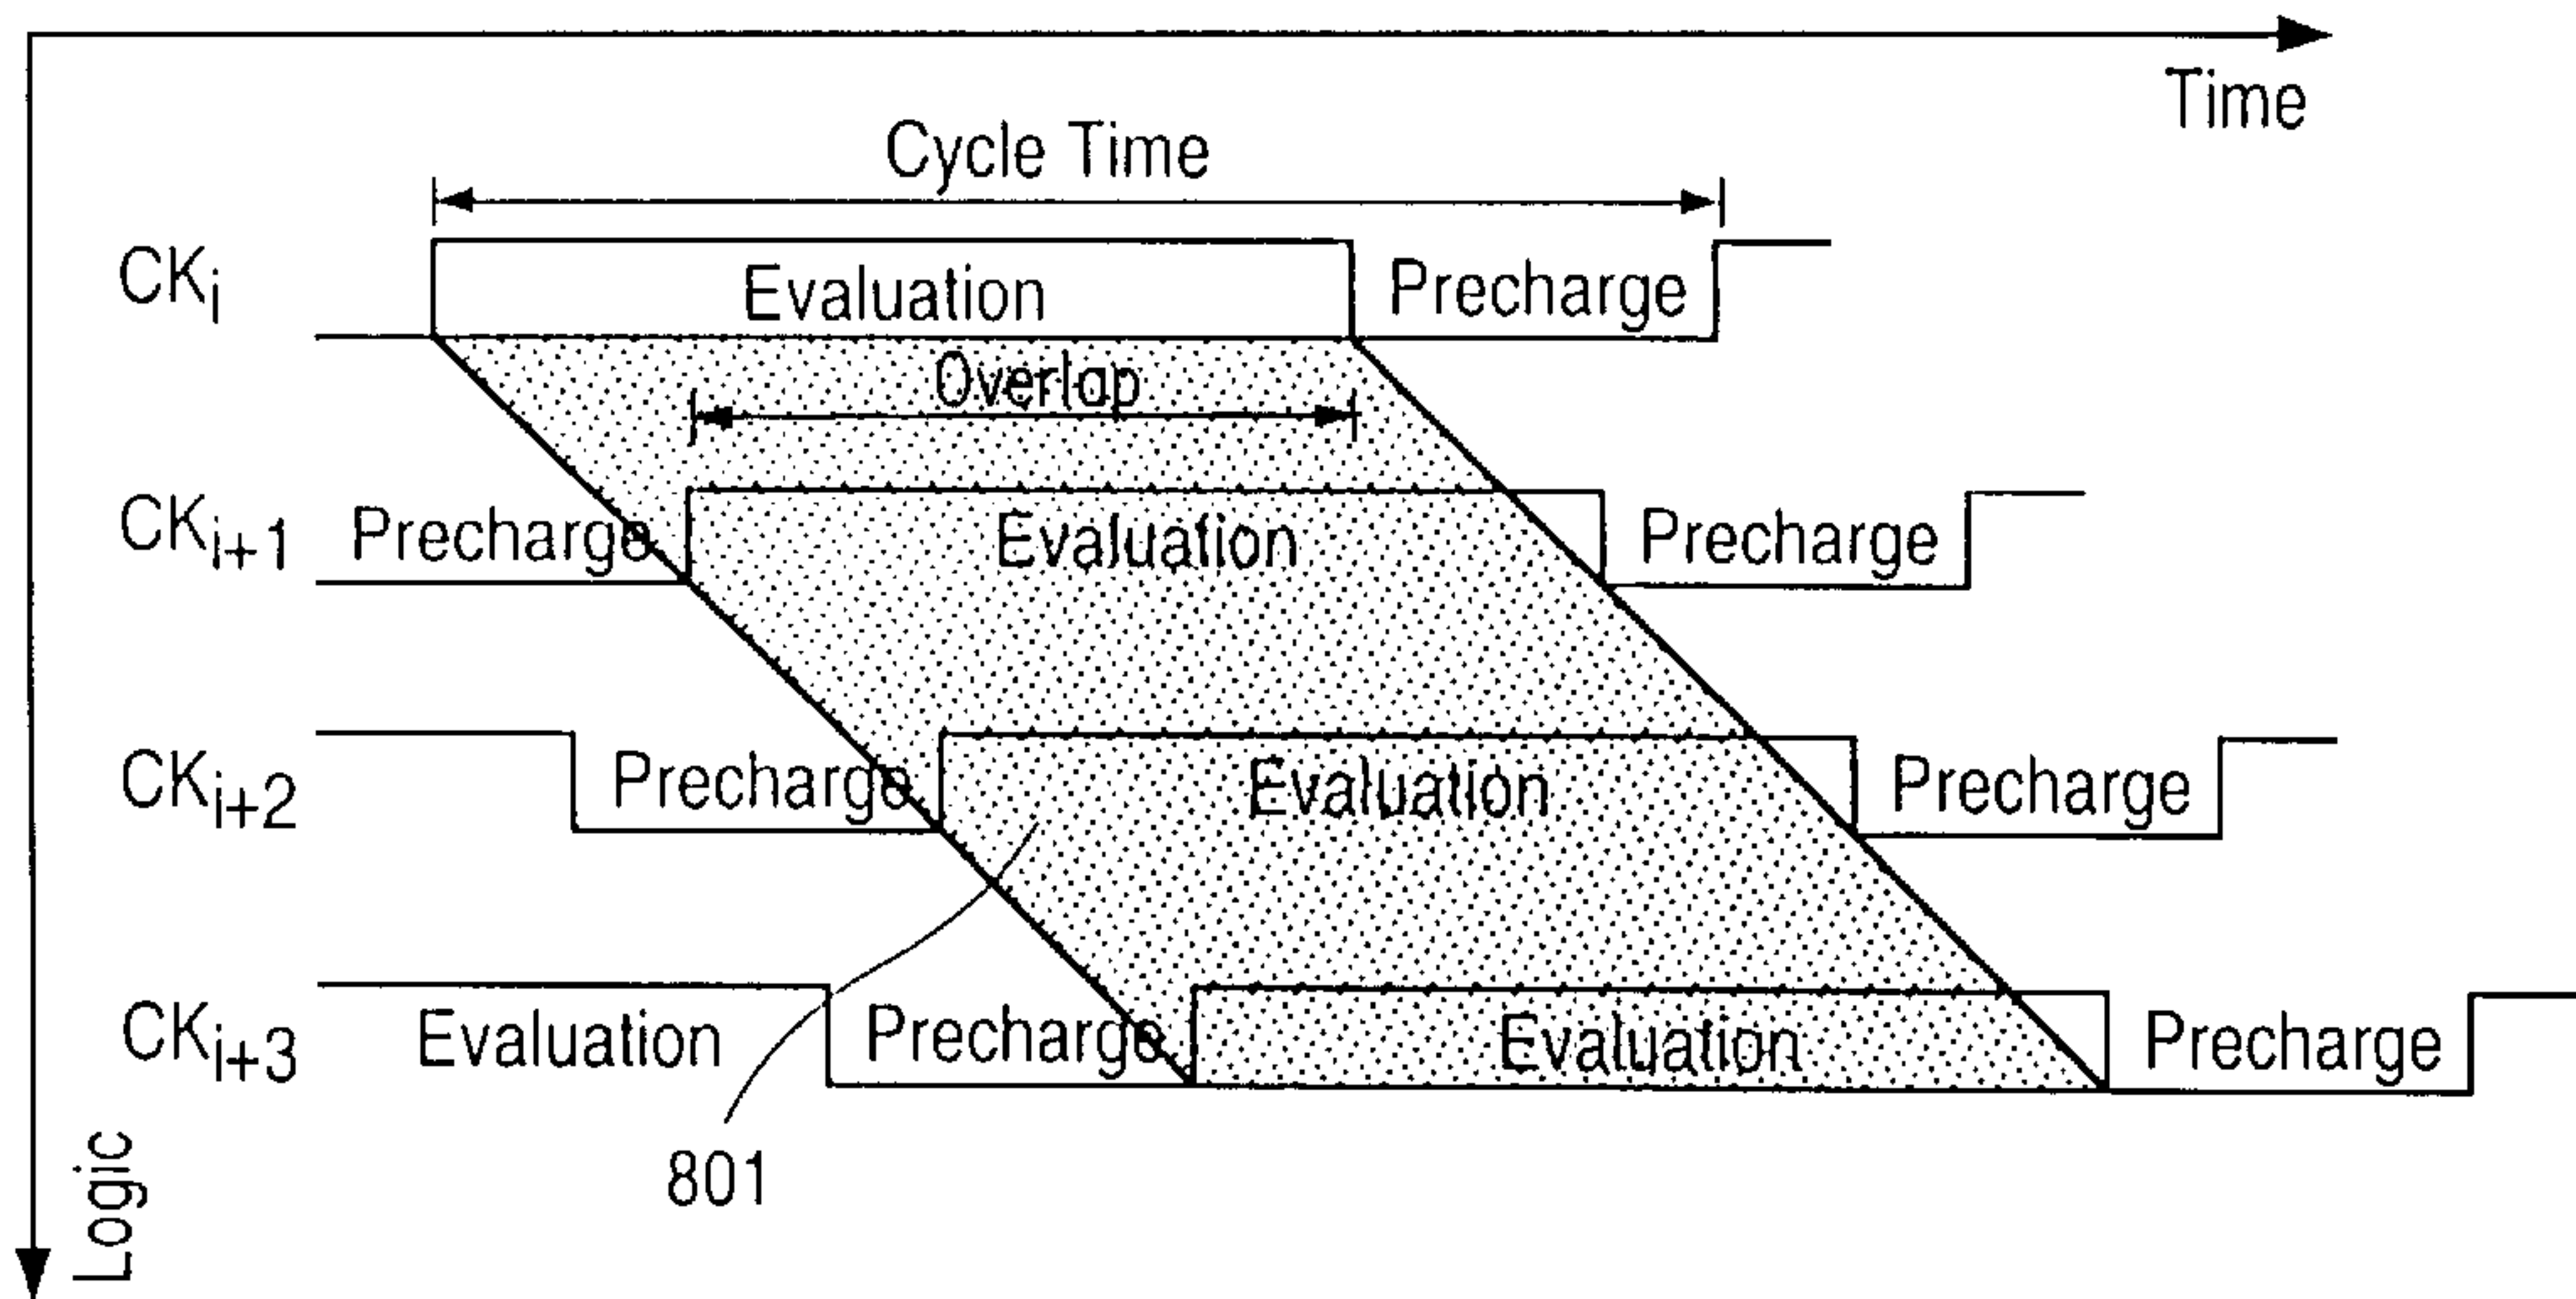 Time
Cycle Time
CKi Evaluation Precharge
Overlap
CKi+1 Precharge Evaluation Precharge
CKi+2 Precharge Evaluation Precharge
CKi+3 Evaluation Precharge Evaluation Precharge
801
Logic